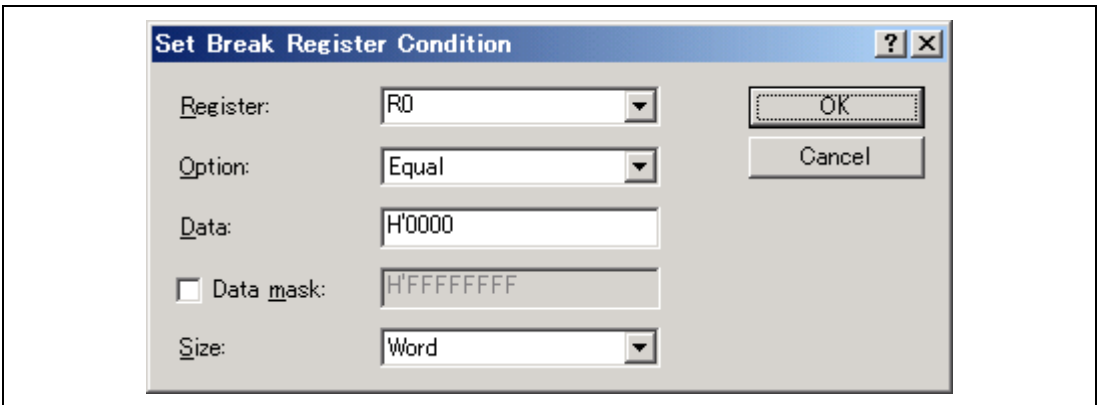 Set Break Register Condition
Register: R0 OK
Option: Equal Cancel
Data: H'0000
Data mask: H'FFFFFFFF
Size: Word